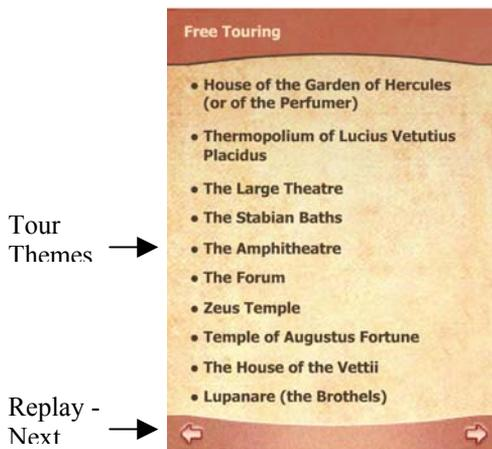 Free Touring
• House of the Garden of Hercules
(or of the Perfumer)
• Thermopolium of Lucius Vetutius
Placidus
• The Large Theatre
• The Stabian Baths
• The Amphitheatre
• The Forum
• Zeus Temple
• Temple of Augustus Fortune
• The House of the Vettii
• Lupanare (the Brothels)
Tour
Themes
Replay -
Next